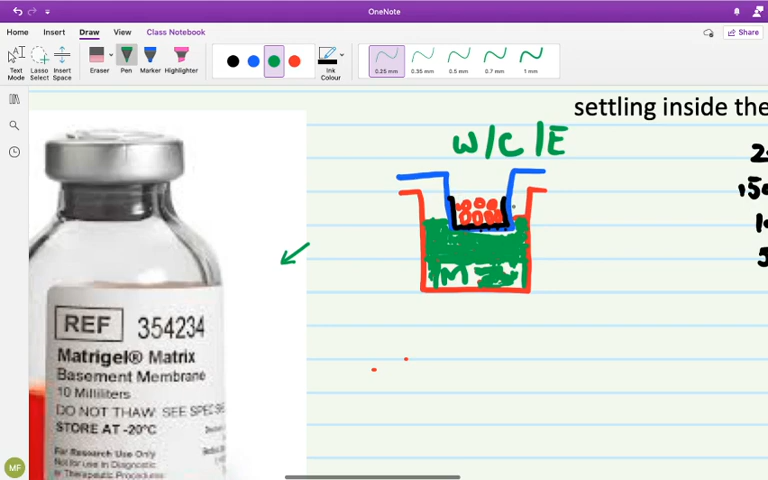 OneNote
Home Insert Draw View Class Notebook
Share
Text Mode
Lasso Select
Insert Space
Eraser
Pen
Marker
Highlighter
Ink Colour
0.25 mm
0.35 mm
0.5 mm
0.7 mm
1 mm
settling inside the
W/C/E
REF 354234
Matrigel® Matrix
Basement Membrane
10 Milliliters
DO NOT THAW: SEE SPEC
STORE AT -20°C
For Research Use Only
Not for use in Diagnostic
or Therapeutic Procedures
MF